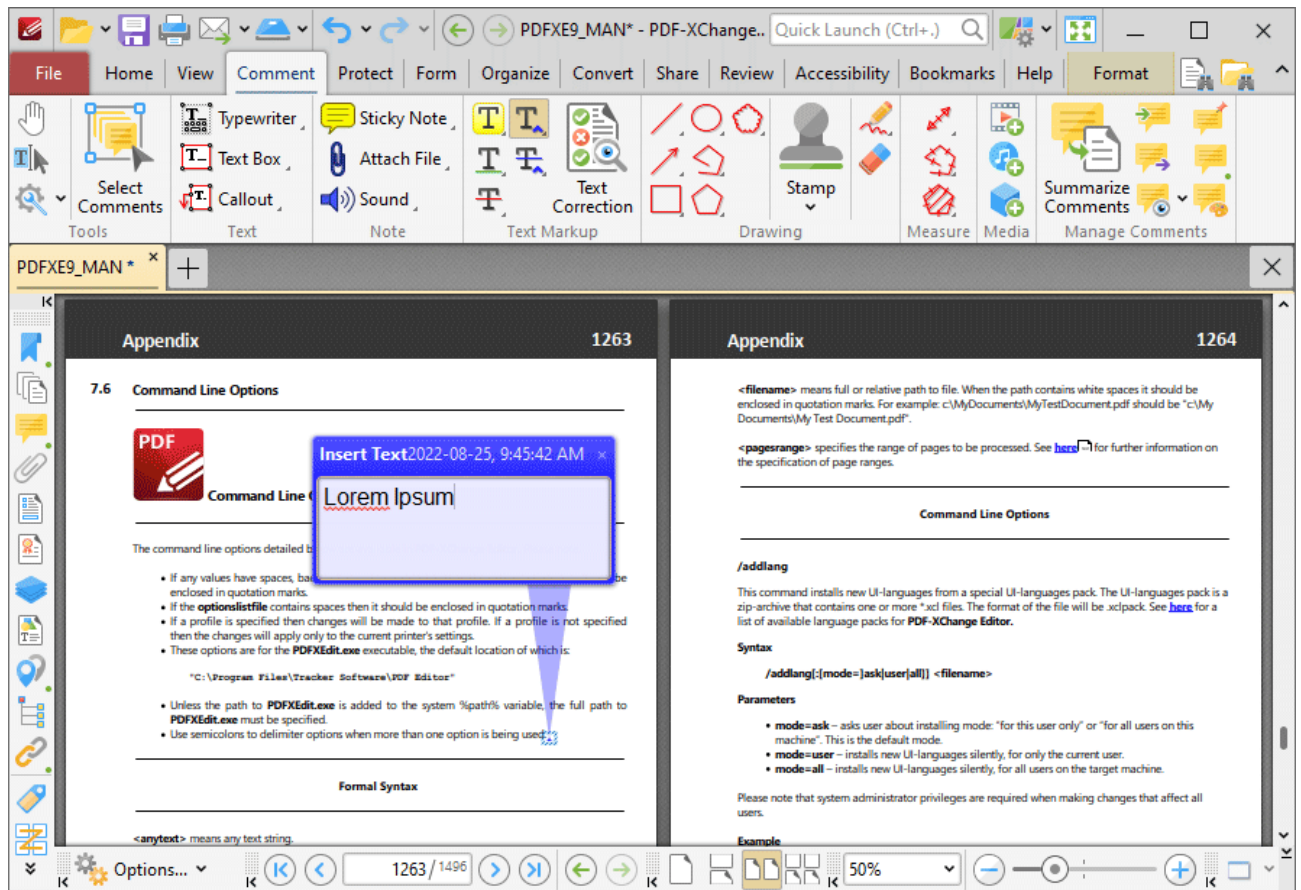 PDFXE9_MAN* - PDF-XChange..
Quick Launch (Ctrl+.)
File Home View Comment Protect Form Organize Convert Share Review Accessibility Bookmarks Help Format
Typewriter
Text Box
Callout
Select
Comments
Sticky Note
Attach File
Sound
Text
Correction
Stamp
Summarize
Comments
Tools Text Note Text Markup Drawing Measure Media Manage Comments
PDFXE9_MAN *
Appendix 1263
7.6 Command Line Options
PDF
Command Line
Insert Text2022-08-25, 9:45:42 AM
Lorem Ipsum
The command line options detailed b
• If any values have spaces, ba be
enclosed in quotation marks.
• If the optionslistfile contains spaces then it should be enclosed in quotation marks.
• If a profile is specified then changes will be made to that profile. If a profile is not specified
then the changes will apply only to the current printer's settings.
• These options are for the PDFXEdit.exe executable, the default location of which is:
"C:\Program Files\Tracker Software\PDF Editor"
• Unless the path to PDFXEdit.exe is added to the system %path% variable, the full path to
PDFXEdit.exe must be specified.
• Use semicolons to delimiter options when more than one option is being used.
Formal Syntax
<anytext> means any text string.
Appendix 1264
<filename> means full or relative path to file. When the path contains white spaces it should be
enclosed in quotation marks. For example: c:\MyDocuments\MyTestDocument.pdf should be "c:\My
Documents\My Test Document.pdf".
<pagesrange> specifies the range of pages to be processed. See here for further information on
the specification of page ranges.
Command Line Options
/addlang
This command installs new UI-languages from a special UI-languages pack. The UI-languages pack is a
zip-archive that contains one or more *.xcl files. The format of the file will be .xclpack. See here for a
list of available language packs for PDF-XChange Editor.
Syntax
/addlang[:[mode=]ask|user|all]] <filename>
Parameters
• mode=ask – asks user about installing mode: "for this user only" or "for all users on this
machine". This is the default mode.
• mode=user – installs new UI-languages silently, for only the current user.
• mode=all – installs new UI-languages silently, for all users on the target machine.
Please note that system administrator privileges are required when making changes that affect all
users.
Example
Options... 1263 / 1496 50%